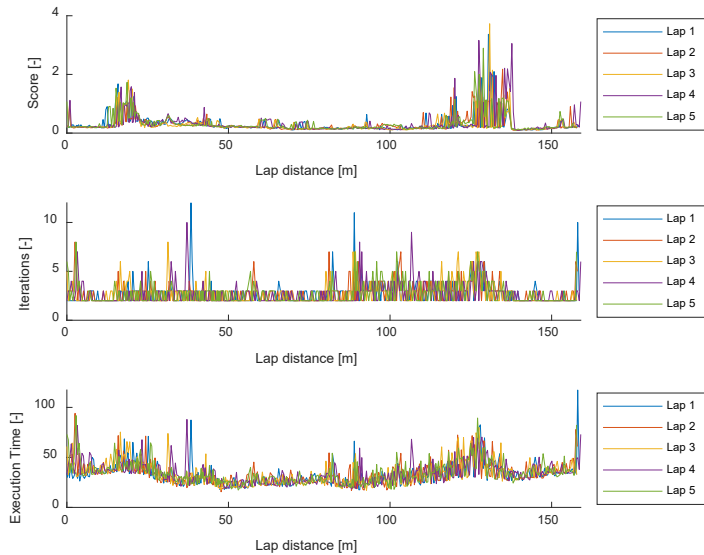 Score [-]
4
2
0
0
50
100
150
Lap distance [m]
Lap 1
Lap 2
Lap 3
Lap 4
Lap 5
Iterations [-]
10
5
0
0
50
100
150
Lap distance [m]
Lap 1
Lap 2
Lap 3
Lap 4
Lap 5
Execution Time [-]
100
50
0
0
50
100
150
Lap distance [m]
Lap 1
Lap 2
Lap 3
Lap 4
Lap 5